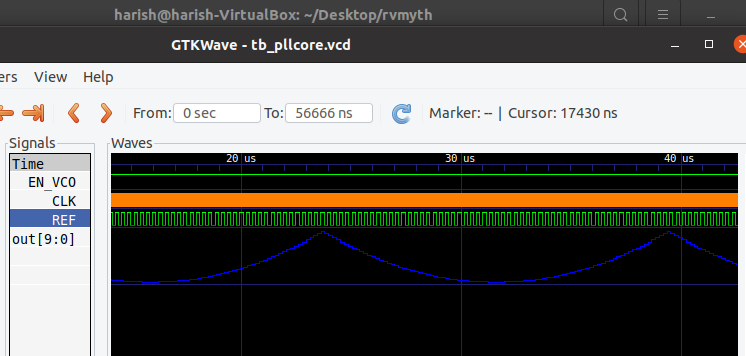 harish@harish-VirtualBox: ~/Desktop/rvmyth
GTKWave - tb_pllcore.vcd
ers View Help
From: 0 sec To: 56666 ns Marker: -- | Cursor: 17430 ns
Signals Waves
Time 20 us 30 us 40 us
EN_VCO
CLK
REF
out[9:0]